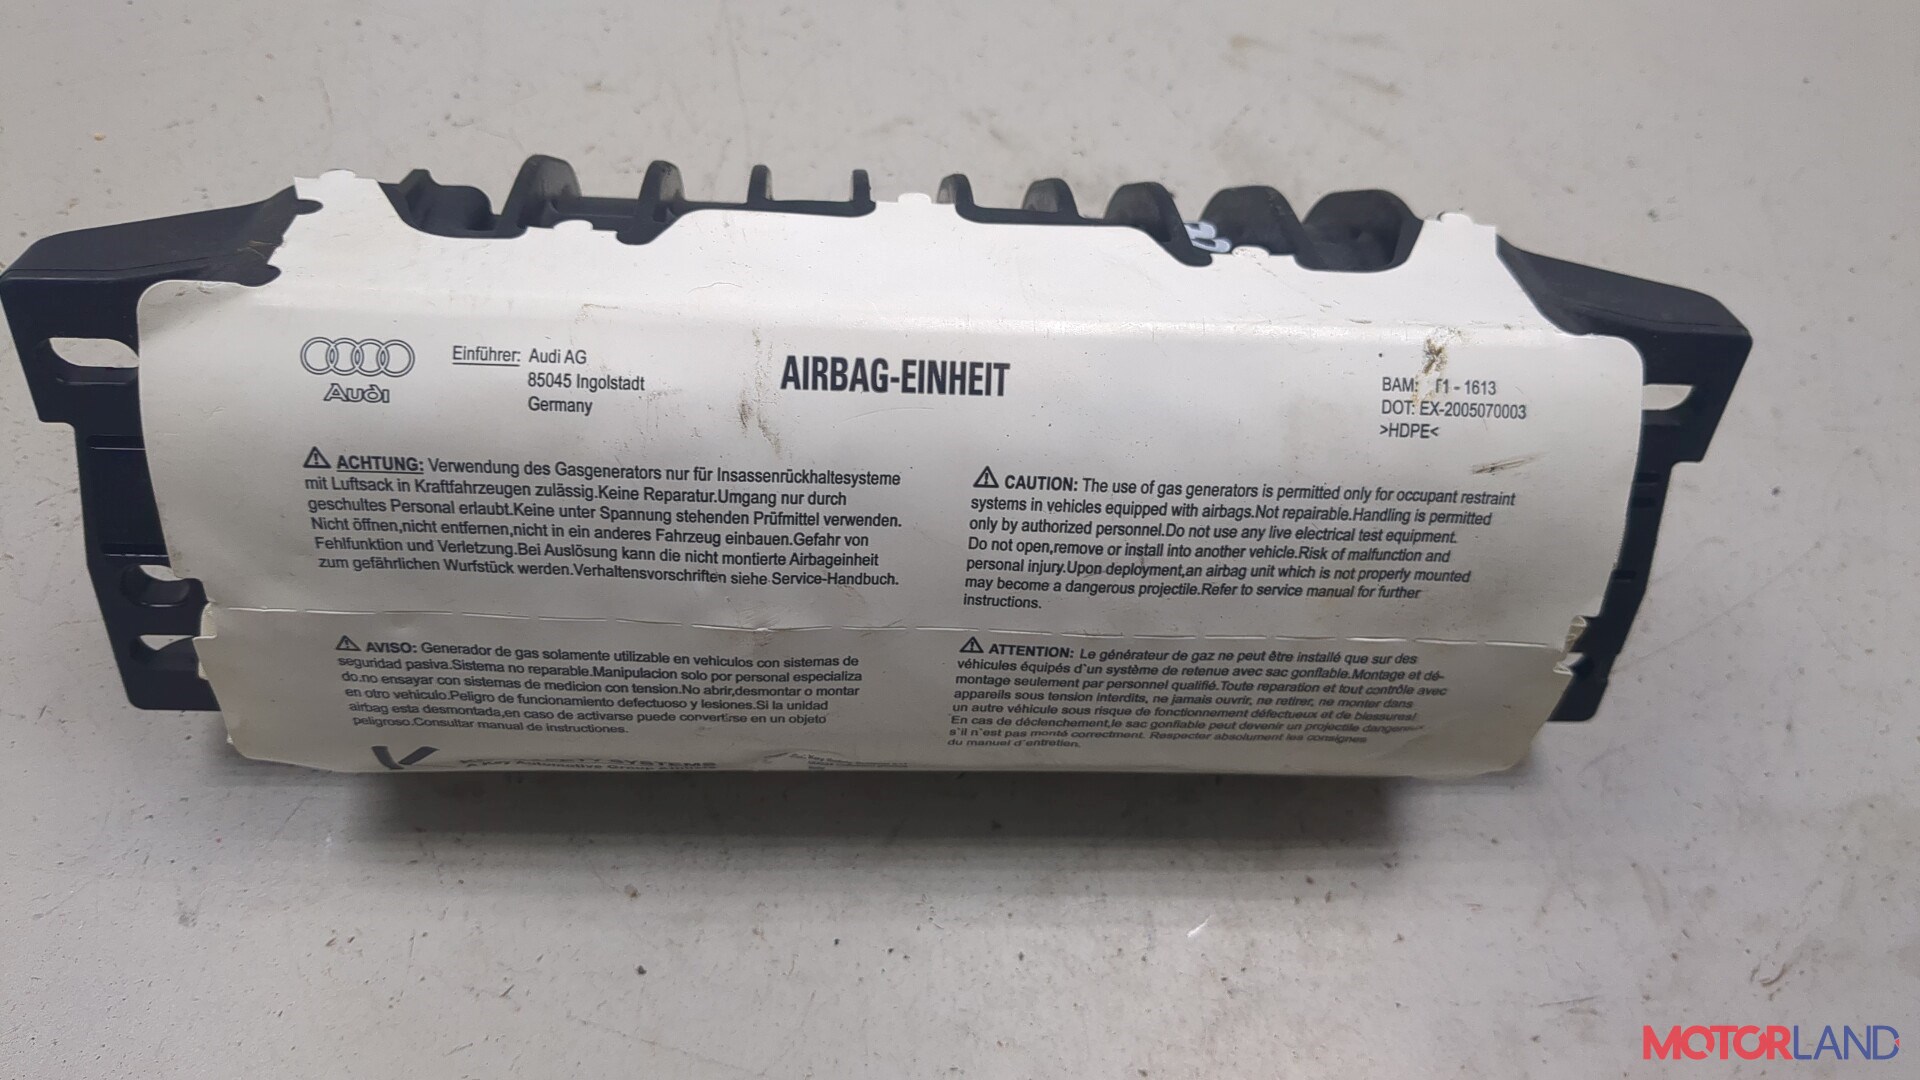 Audi
Einführer: Audi AG
85045 Ingolstadt
Germany
AIRBAG-EINHEIT
BAM: T1 - 1613
DOT: EX-2005070003
>HDPE<
ACHTUNG: Verwendung des Gasgenerators nur für Insassenrückhaltesysteme
mit Luftsack in Kraftfahrzeugen zulässig.Keine Reparatur.Umgang nur durch
geschultes Personal erlaubt.Keine unter Spannung stehenden Prüfmittel verwenden.
Nicht öffnen,nicht entfernen,nicht in ein anderes Fahrzeug einbauen.Gefahr von
Fehlfunktion und Verletzung.Bei Auslösung kann die nicht montierte Airbageinheit
zum gefährlichen Wurfstück werden.Verhaltensvorschriften siehe Service-Handbuch.
CAUTION: The use of gas generators is permitted only for occupant restraint
systems in vehicles equipped with airbags.Not repairable.Handling is permitted
only by authorized personnel.Do not use any live electrical test equipment.
Do not open,remove or install into another vehicle.Risk of malfunction and
personal injury.Upon deployment,an airbag unit which is not properly mounted
may become a dangerous projectile.Refer to service manual for further
instructions.
AVISO: Generador de gas solamente utilizable en vehiculos con sistemas de
seguridad pasiva.Sistema no reparable.Manipulacion solo por personal especializa
do.no ensayar con sistemas de medicion con tension.No abrir,desmontar o montar
en otro vehiculo.Peligro de funcionamiento defectuoso y lesiones.Si la unidad
airbag esta desmontada,en caso de activarse puede convertirse en un objeto
peligroso.Consultar manual de instructiones.
ATTENTION: Le générateur de gaz ne peut être installé que sur des
véhicules équipés d'un système de retenue avec sac gonflable.Montage et dé-
montage seulement par personnel qualifié.Toute reparation et tout contrôle avec
appareils sous tension interdits, ne jamais ouvrir, ne retirer, ne monter dans
un autre véhicule sous risque de fonctionnement défectueux et de blessures!
En cas de déclenchement,le sac gonflable peut devenir un projectile dangereux
s'il n'est pas monté correctment. Respecter absolument les consignes
du manuel d'entretien.
SAFETY SYSTEMS
A Key Automotive Group
MOTORLAND